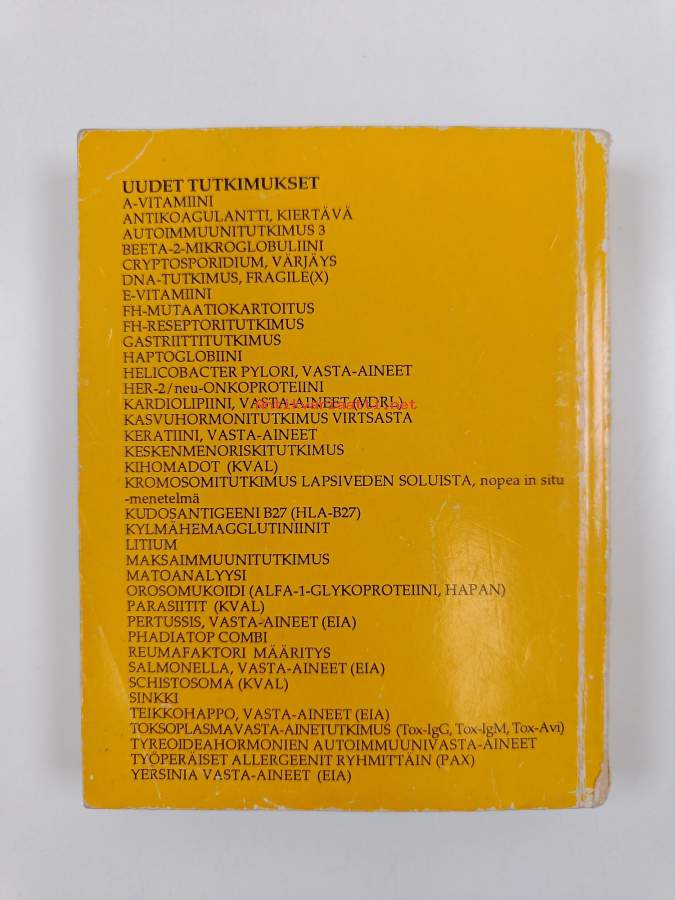 UUDET TUTKIMUKSET
A-VITAMIINI
ANTIKOAGULANTTI, KIERTÄVÄ
AUTOIMMUUNITUTKIMUS 3
BEETA-2-MIKROGLOBULIINI
CRYPTOSPORIDIUM, VÄRJÄYS
DNA-TUTKIMUS, FRAGILE(X)
E-VITAMIINI
FH-MUTAATIOKARTOITUS
FH-RESEPTORITUTKIMUS
GASTRIITTITUTKIMUS
HAPTOGLOBIINI
HELICOBACTER PYLORI, VASTA-AINEET
HER-2/neu-ONKOPROTEIINI
KARDIOLIPIINI, VASTA-AINEET (VDRL)
KASVUHORMONITUTKIMUS VIRTSASTA
KERATIINI, VASTA-AINEET
KESKENMENORISKITUTKIMUS
KIHOMADOT (KVAL)
KROMOSOMITUTKIMUS LAPSIVEDEN SOLUISTA, nopea in situ
-menetelmä
KUDOSANTIGEENI B27 (HLA-B27)
KYLMÄHEMAGGLUTINIINIT
LITIUM
MAKSAIMMUUNITUTKIMUS
MATOANALYYSI
OROSOMUKOIDI (ALFA-1-GLYKOPROTEIINI, HAPAN)
PARASIITIT (KVAL)
PERTUSSIS, VASTA-AINEET (EIA)
PHADIATOP COMBI
REUMAFAKTORI MÄÄRITYS
SALMONELLA, VASTA-AINEET (EIA)
SCHISTOSOMA (KVAL)
SINKKI
TEIKKOHAPPO, VASTA-AINEET (EIA)
TOKSOPLASMAVASTA-AINETUTKIMUS (Tox-IgG, Tox-IgM, Tox-Avi)
TYREOIDEAHORMONIEN AUTOIMMUUNIVASTA-AINEET
TYÖPERÄISET ALLERGEENIT RYHMITTÄIN (PAX)
YERSINIA VASTA-AINEET (EIA)